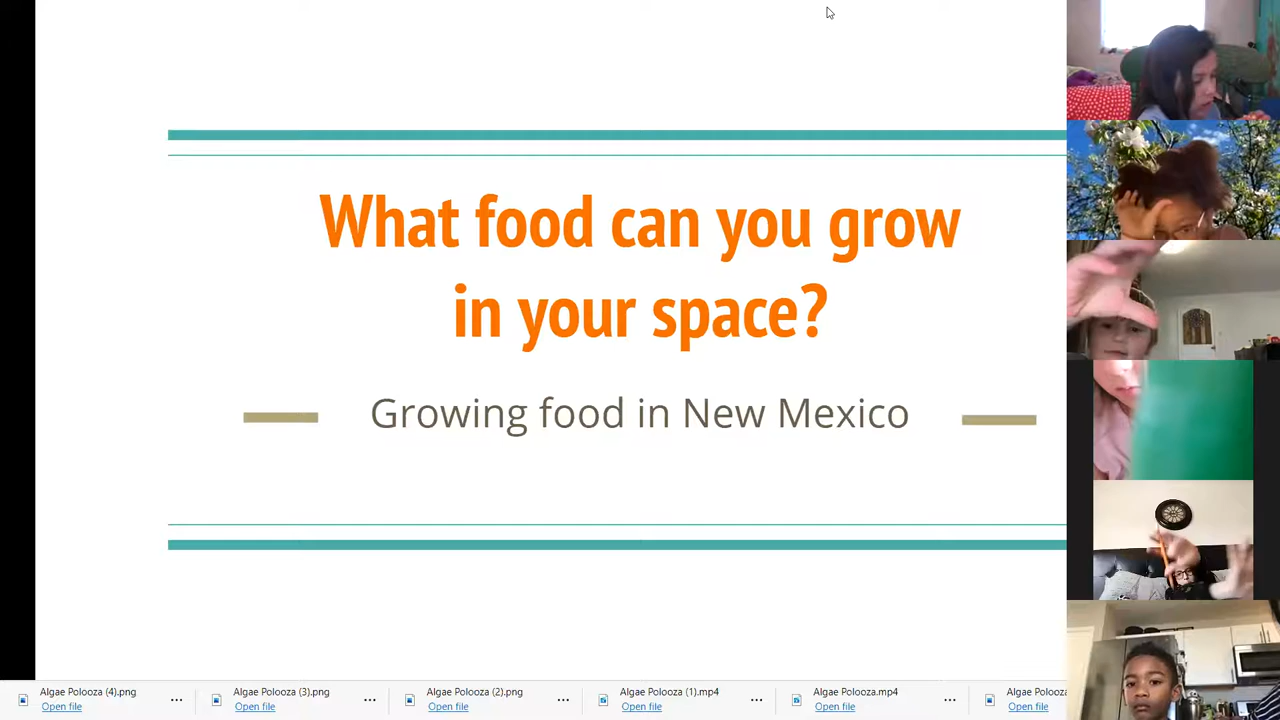 What food can you grow
in your space?
Growing food in New Mexico
Algae Polooza (4).png
Open file
Algae Polooza (3).png
Open file
Algae Polooza (2).png
Open file
Algae Polooza (1).mp4
Open file
Algae Polooza.mp4
Open file
Algae Poloo
Open file